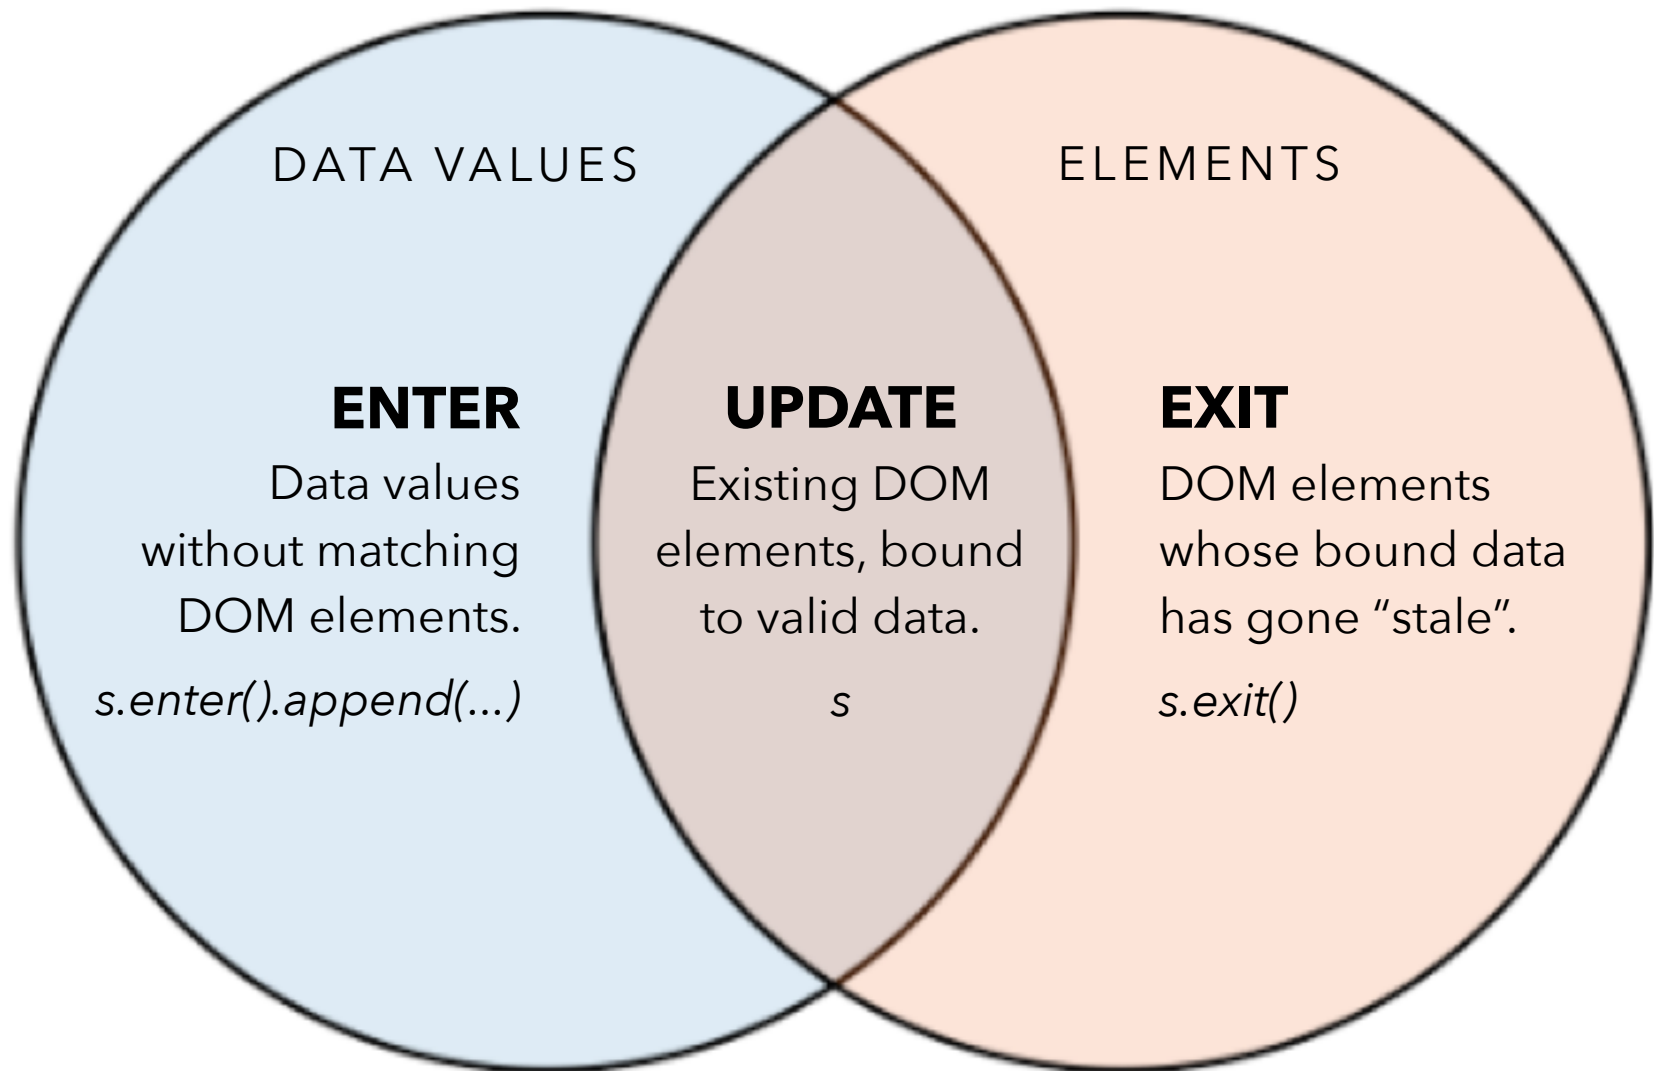 DATA VALUES
ELEMENTS
ENTER
Data values
without matching
DOM elements.
s.enter().append(...)
UPDATE
Existing DOM
elements, bound
to valid data.
s
EXIT
DOM elements
whose bound data
has gone “stale”.
s.exit()